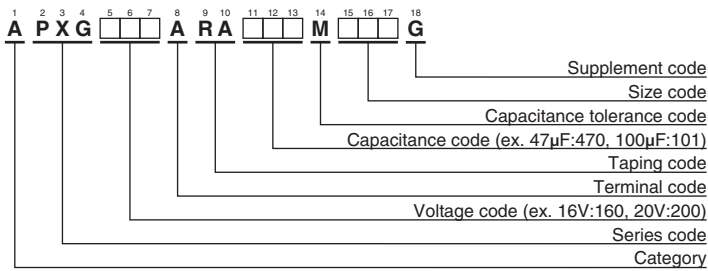 1 2 3 4 5 6 7 8 9 10 11 12 13 14 15 16 17 18
A PXG A RA M G
Supplement code
Size code
Capacitance tolerance code
Capacitance code (ex. 47µF:470, 100µF:101)
Taping code
Terminal code
Voltage code (ex. 16V:160, 20V:200)
Series code
Category